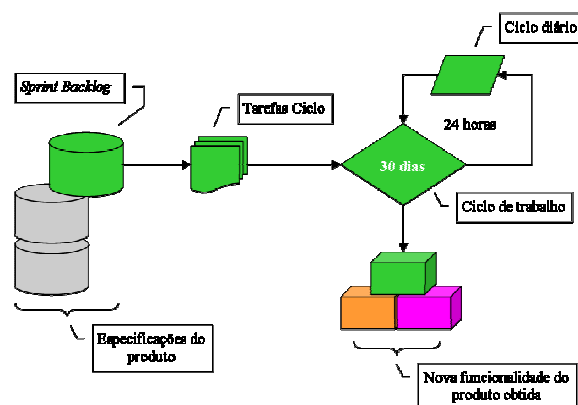 Ciclo diário
Sprint Backlog
Tarefas Ciclo
24 horas
30 dias
Ciclo de trabalho
Especificações do
produto
Nova funcionalidade do
produto obtida